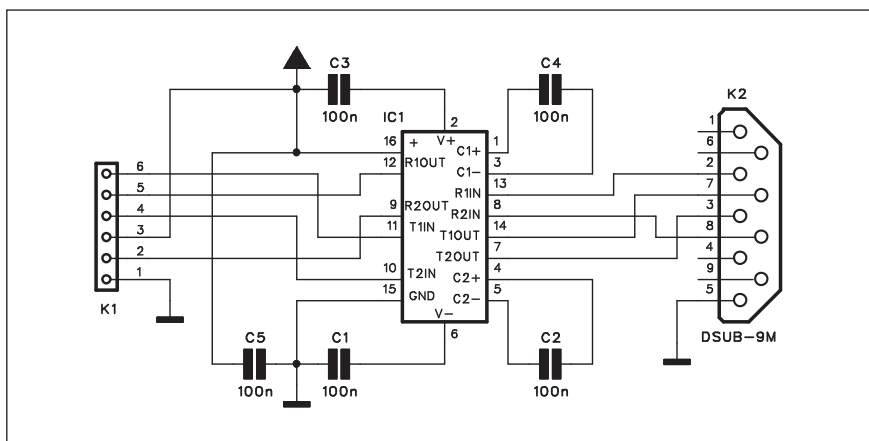 C3
100n
C4
100n
K2
IC1
2
V+
16
+
C1+
1
12
R1OUT
C1-
3
R1IN
13
9
R2OUT
R2IN
8
11
T1IN
T1OUT
14
T2OUT
7
10
T2IN
C2+
4
15
GND
C2-
5
V-
6
6
5
4
3
2
1
K1
1
6
2
7
3
8
4
9
5
DSUB-9M
C5
100n
C1
100n
C2
100n